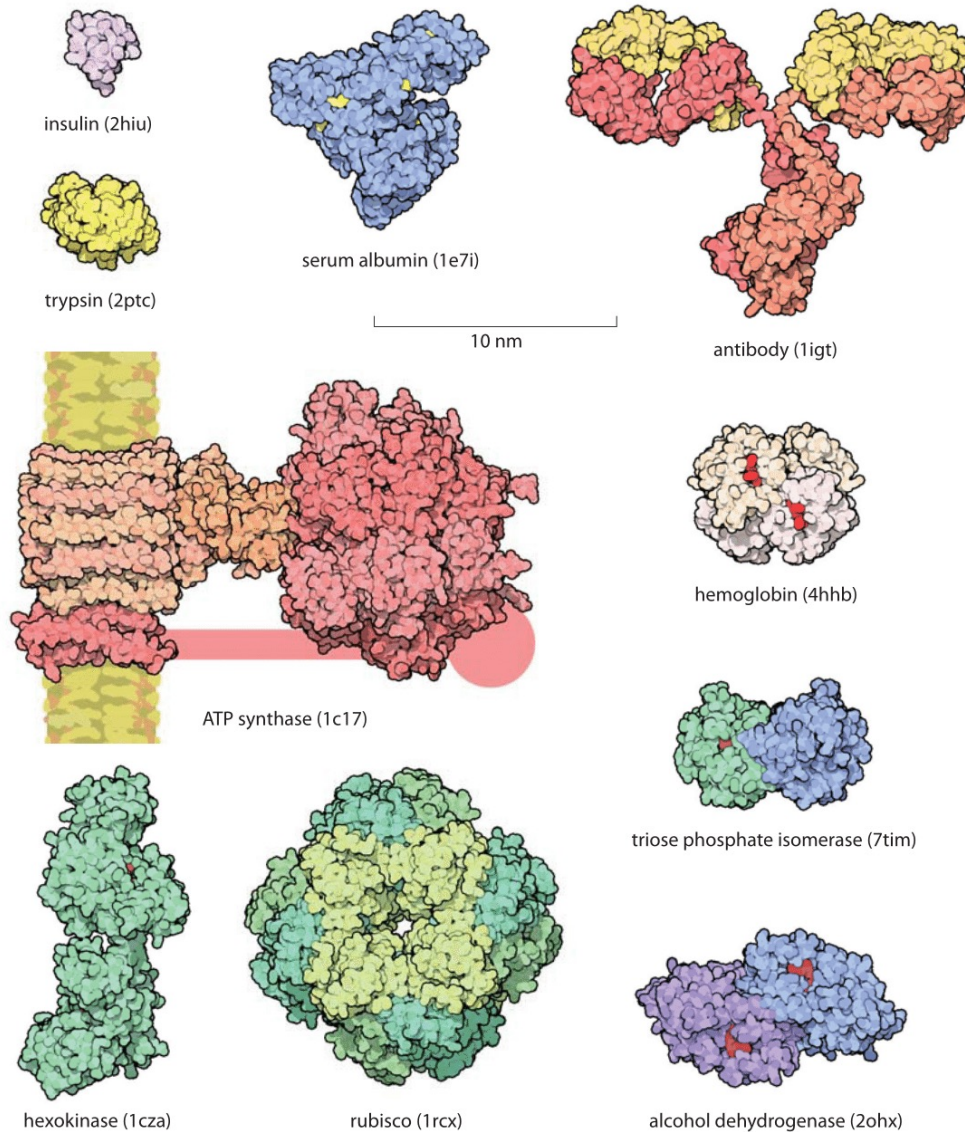 insulin (2hiu)
trypsin (2ptc)
serum albumin (1e7i)
10 nm
antibody (1igt)
hemoglobin (4hhb)
ATP synthase (1c17)
triose phosphate isomerase (7tim)
hexokinase (1cza)
rubisco (1rcx)
alcohol dehydrogenase (2ohx)